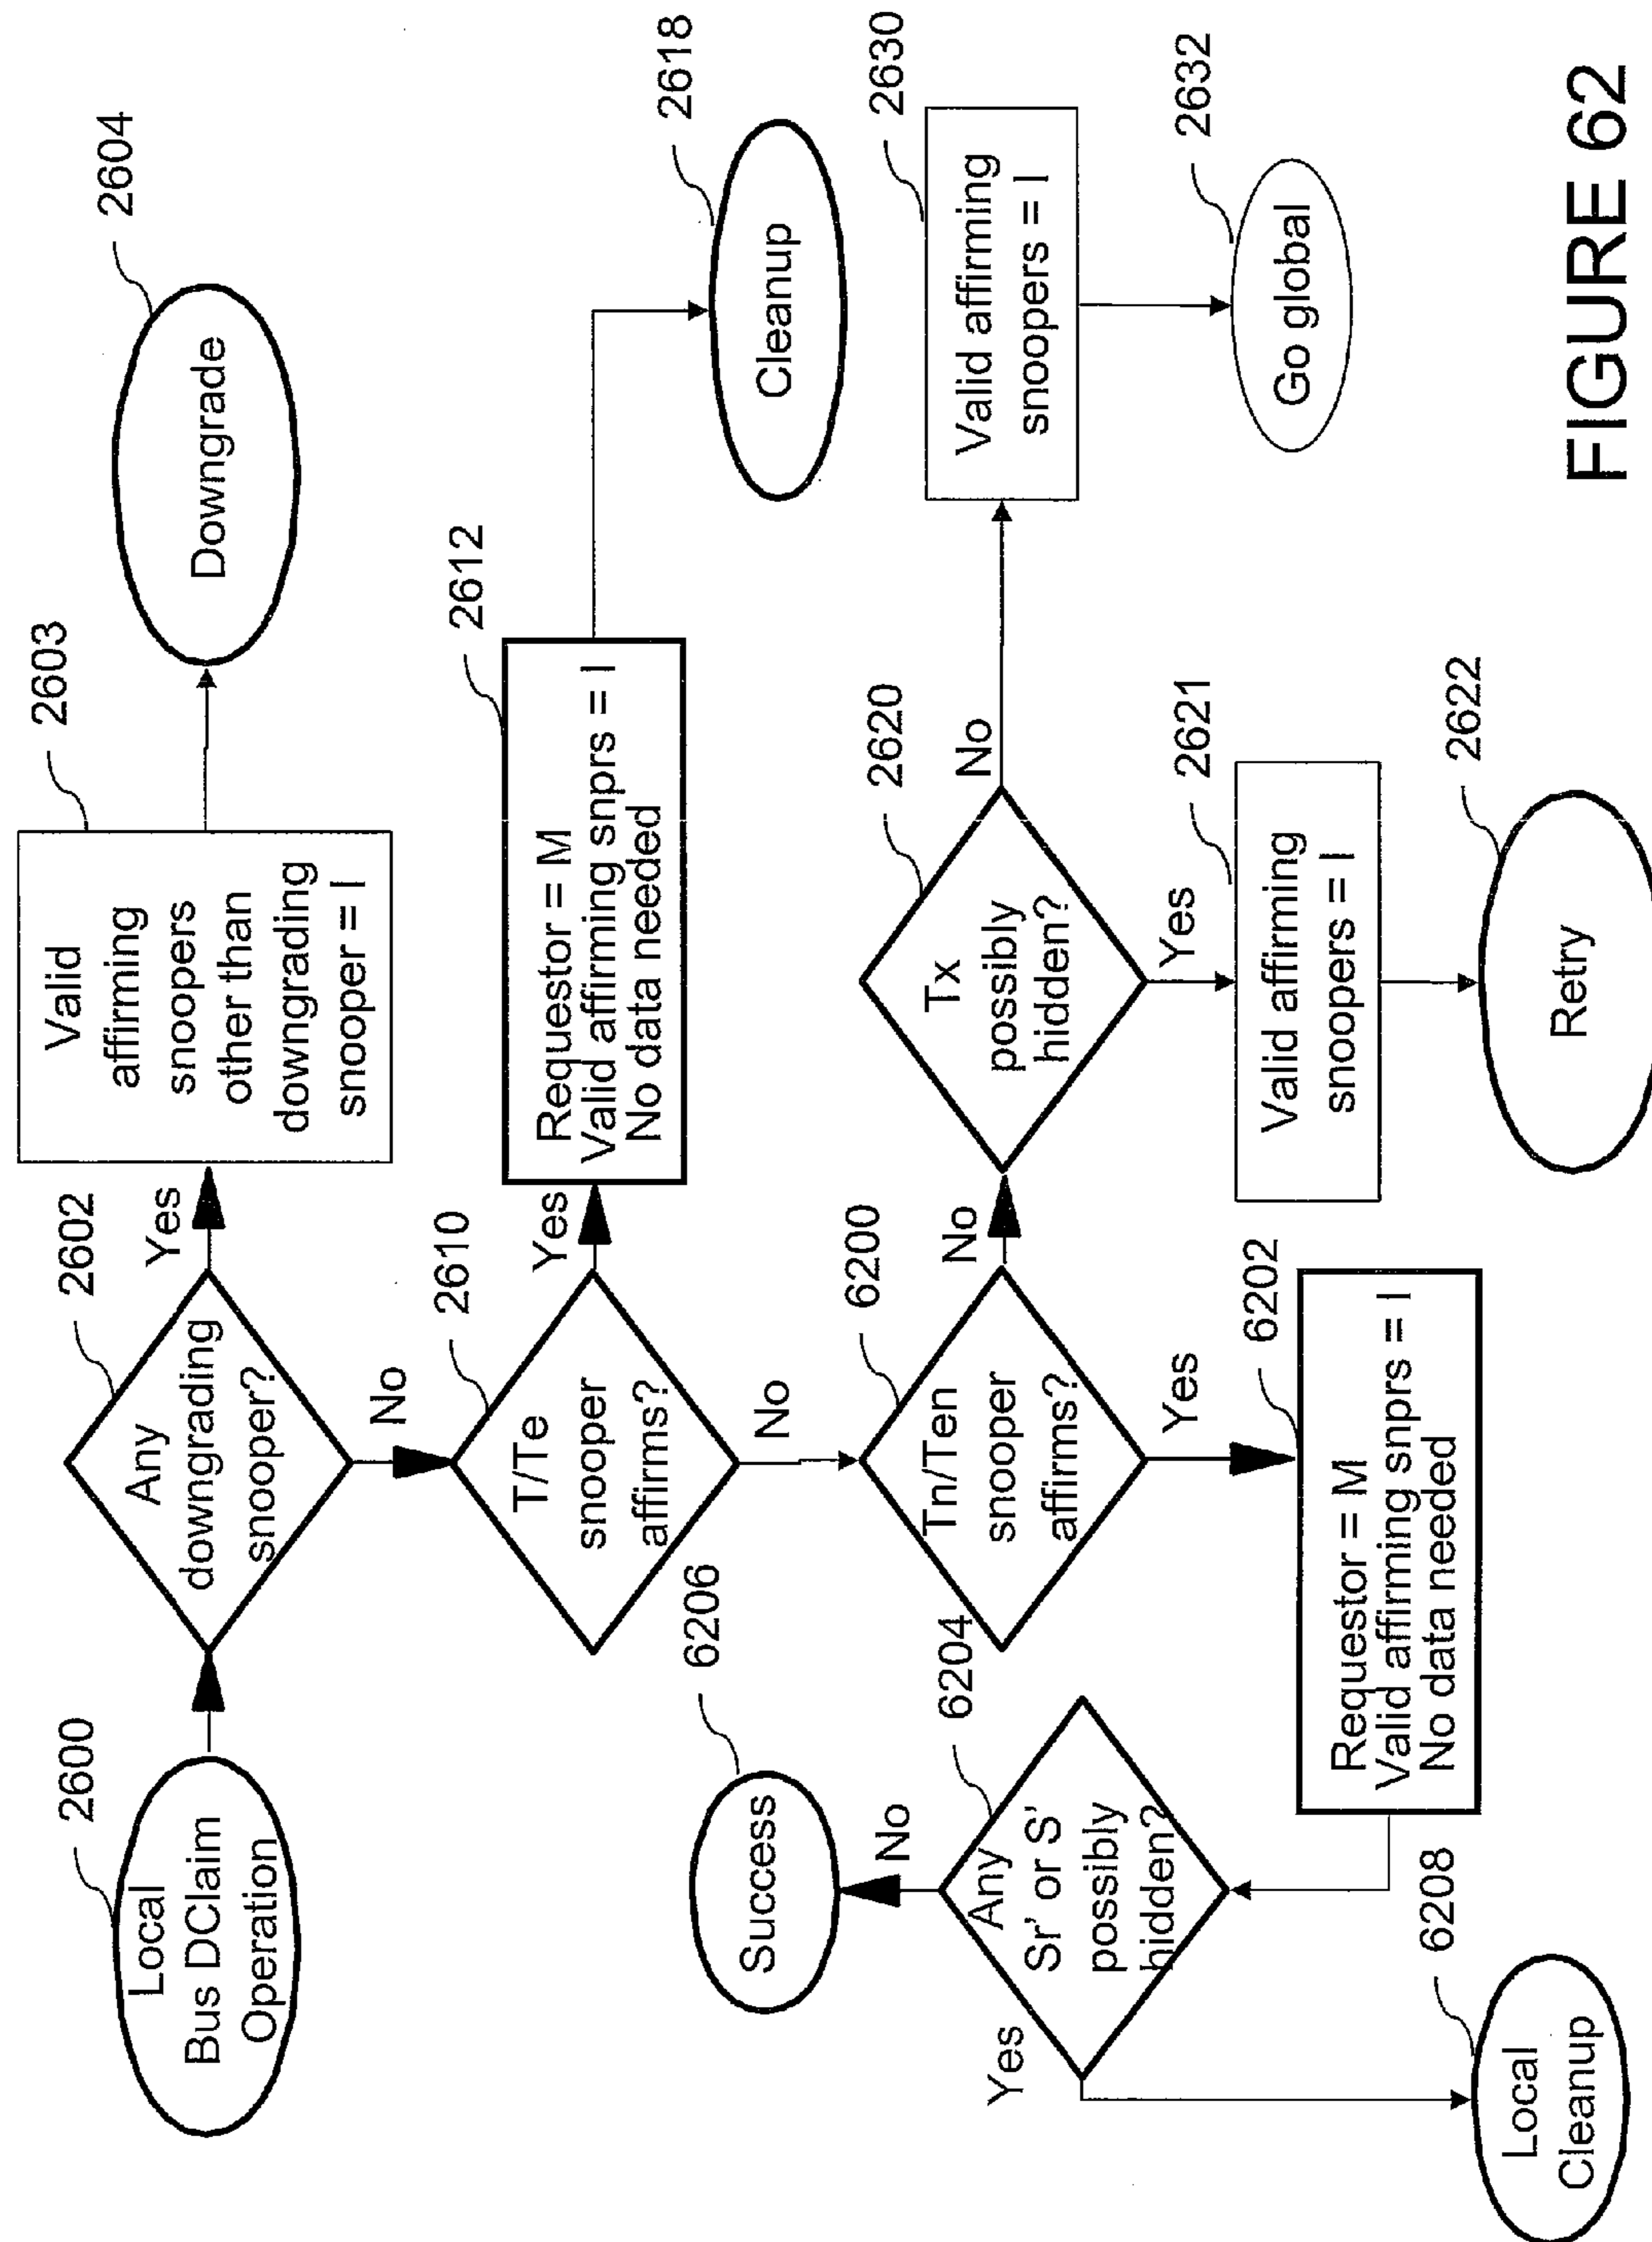 2600
Local
Bus DClaim
Operation
2602
Any
downgrading
snooper?
Yes
No
2603
Valid
affirming
snoopers
other than
downgrading
snooper = I
2604
Downgrade
2610
T/Te
snooper
affirms?
Yes
No
2612
Requestor = M
Valid affirming snprs = I
No data needed
2618
Cleanup
6200
Tn/Ten
snooper
affirms?
No
Yes
2620
Tx
possibly
hidden?
No
Yes
2630
Valid affirming
snoopers = I
2632
Go global
2621
Valid affirming
snoopers = I
2622
Retry
6202
Requestor = M
Valid affirming snprs = I
No data needed
6204
Any
Sr' or S'
possibly
hidden?
No
Yes
6206
Success
6208
Local
Cleanup
FIGURE 62